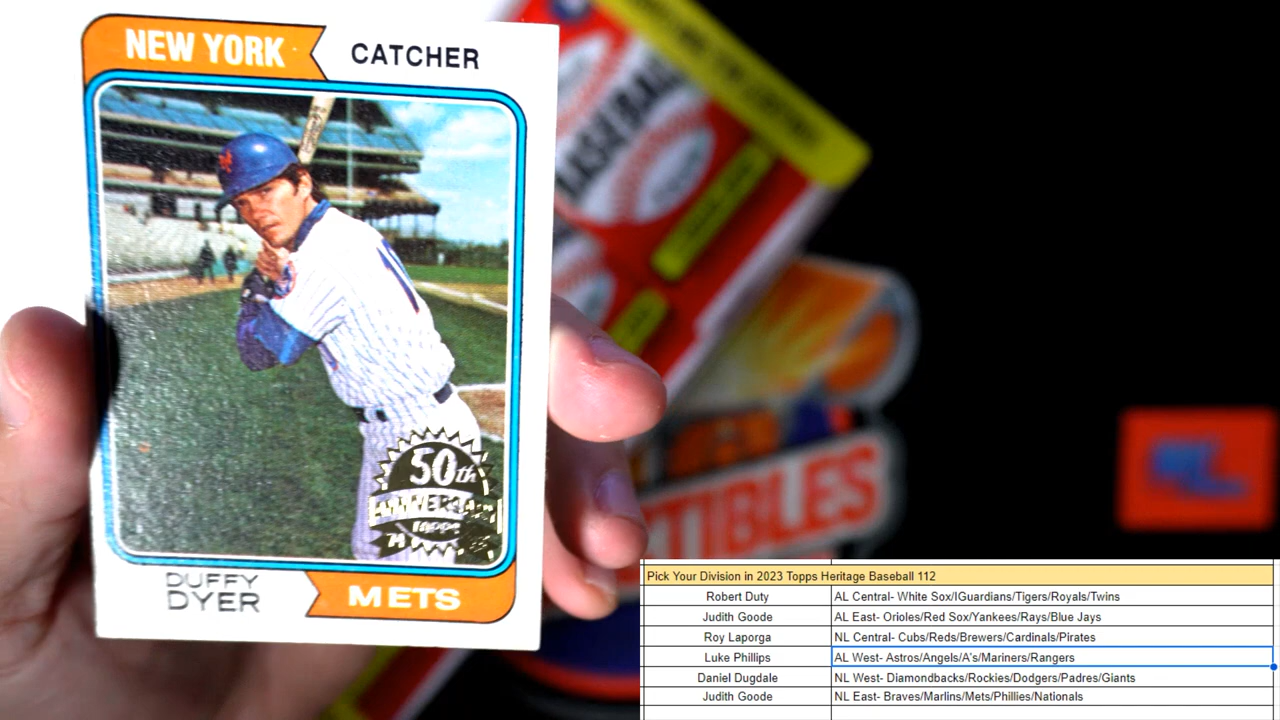 NEW YORK
CATCHER
50th
ANNIVERSARY
Topps
DUFFY
DYER
METS
BASEBALL
TIBLES
Pick Your Division in 2023 Topps Heritage Baseball 112
Robert Duty AL Central- White Sox/IGuardians/Tigers/Royals/Twins
Judith Goode AL East- Orioles/Red Sox/Yankees/Rays/Blue Jays
Roy Laporga NL Central- Cubs/Reds/Brewers/Cardinals/Pirates
Luke Phillips AL West- Astros/Angels/A's/Mariners/Rangers
Daniel Dugdale NL West- Diamondbacks/Rockies/Dodgers/Padres/Giants
Judith Goode NL East- Braves/Marlins/Mets/Phillies/Nationals